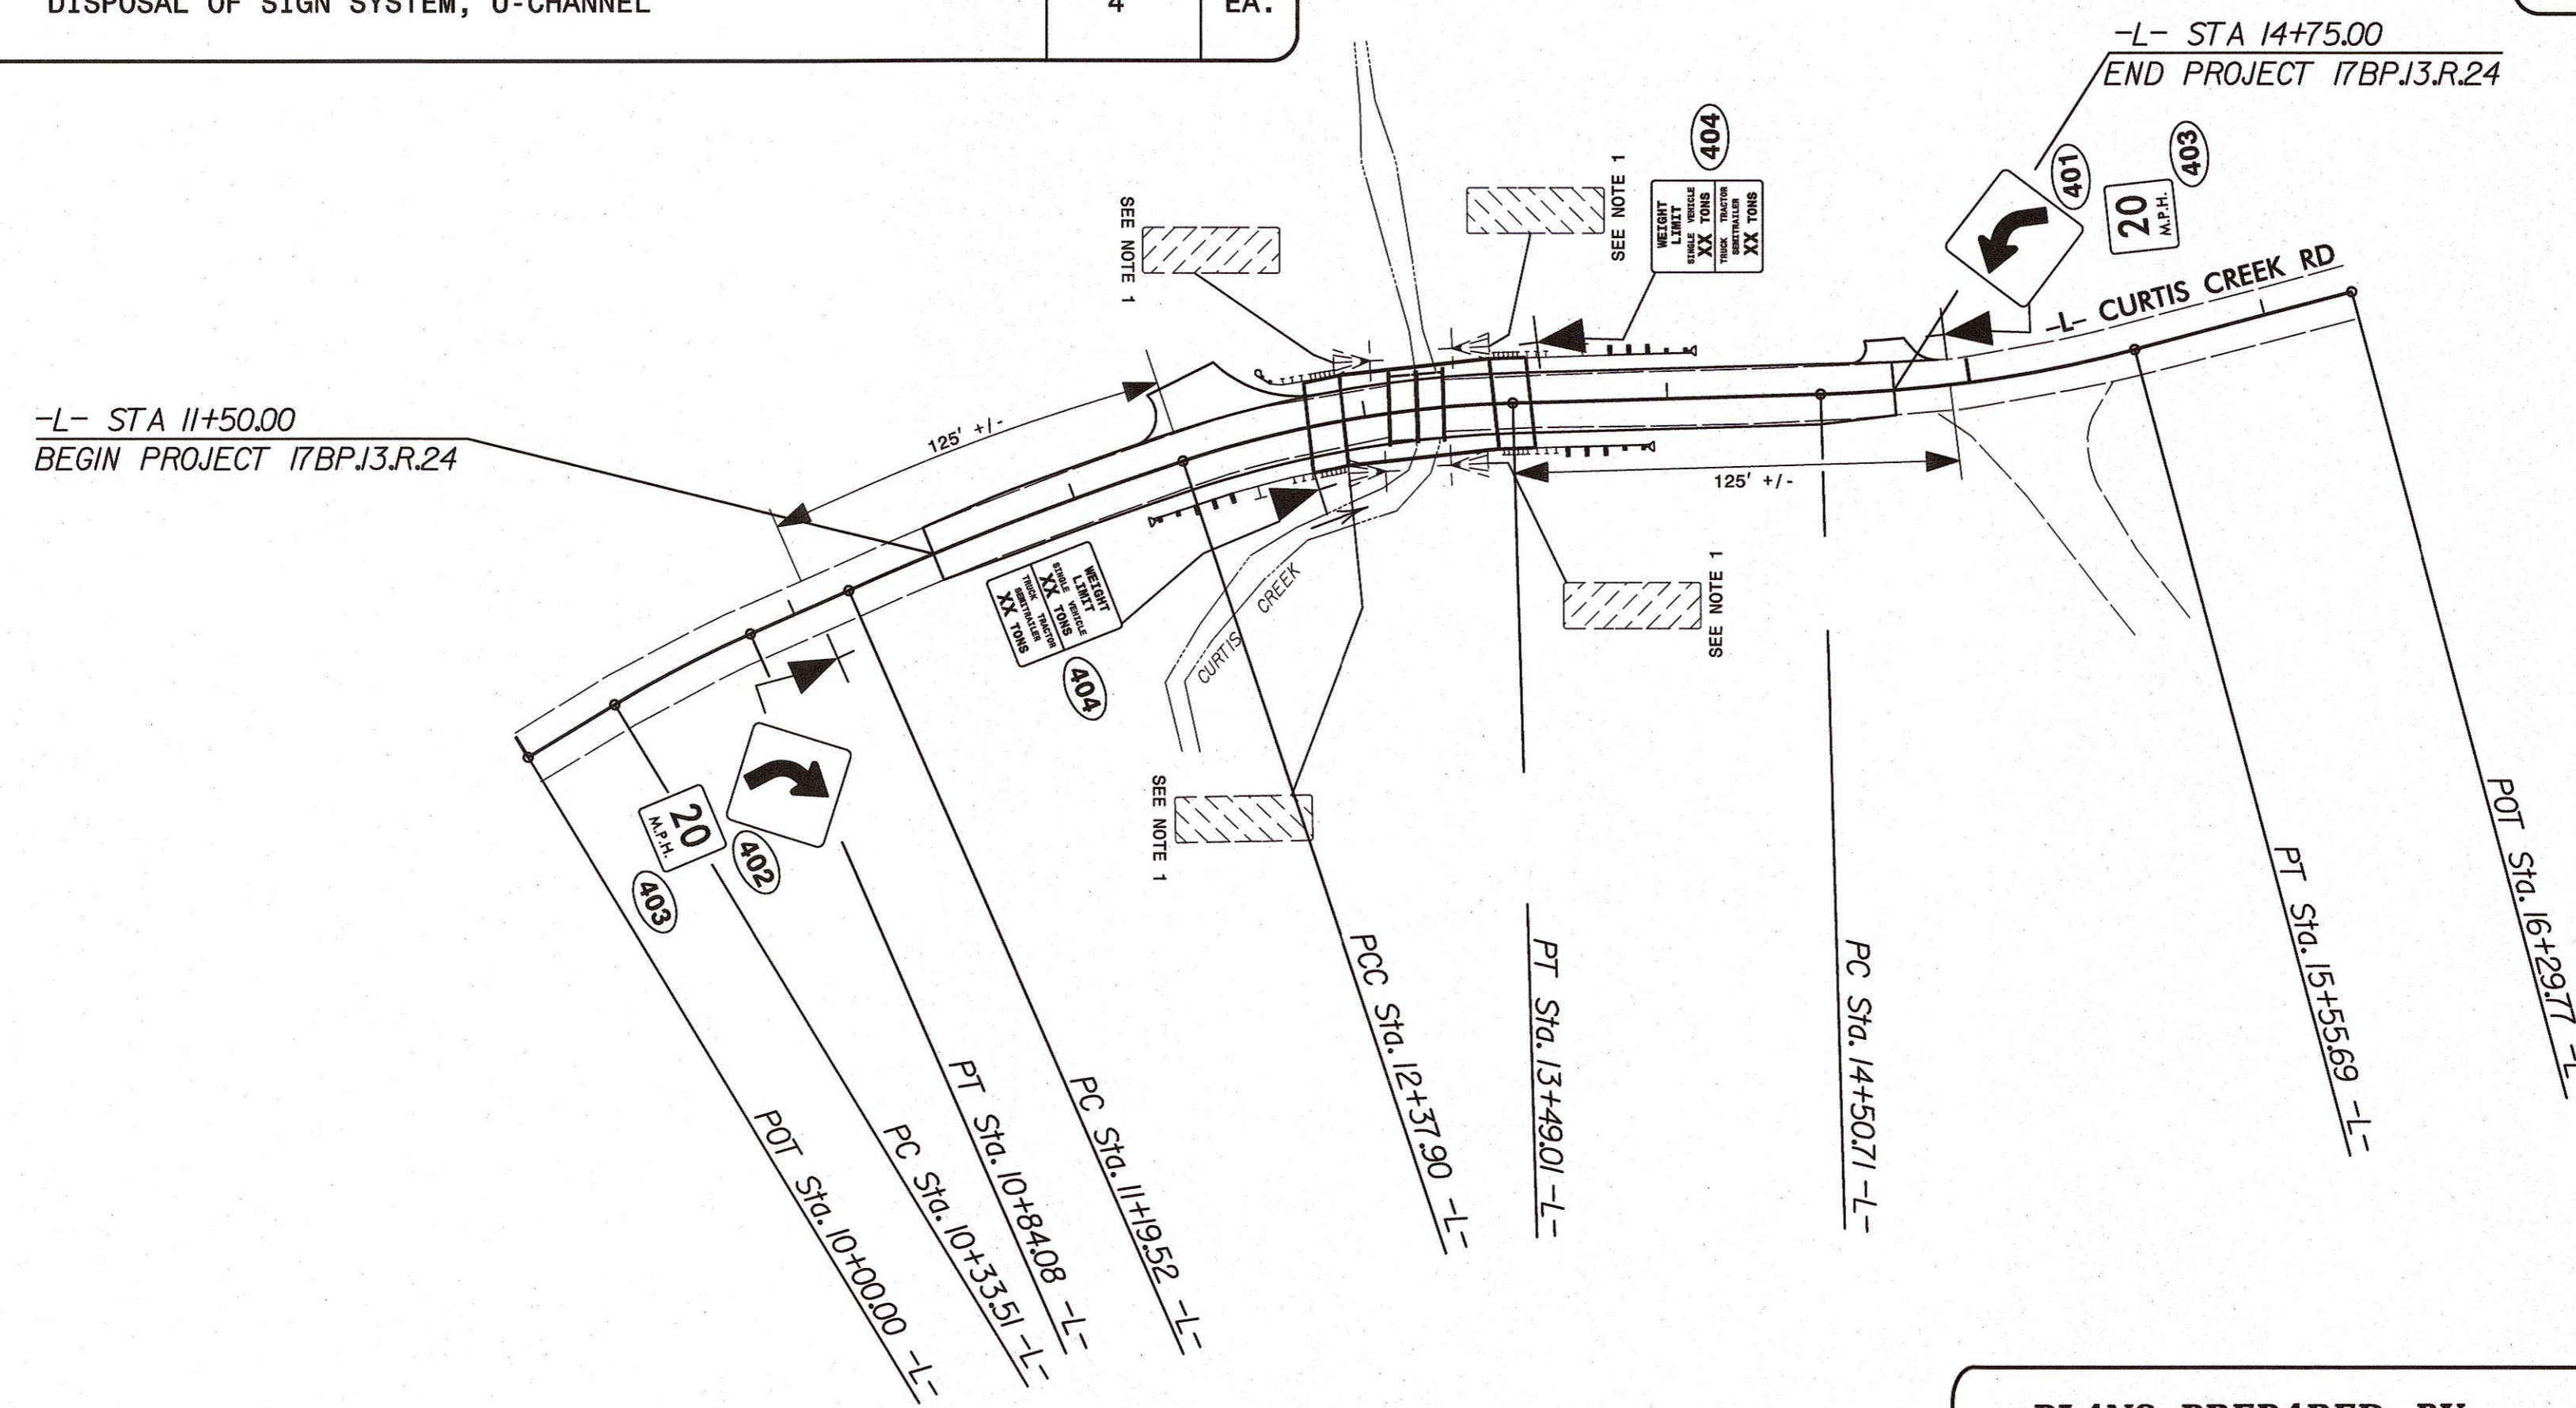 DISPOSAL OF SIGN SYSTEM, U-CHANNEL 4 EA.
-L- STA 14+75.00
END PROJECT 17BP.13.R.24
-L- STA 11+50.00
BEGIN PROJECT 17BP.13.R.24
SEE NOTE 1
SEE NOTE 1
404
WEIGHT
LIMIT
SINGLE VEHICLE
XX TONS
TRUCK TRACTOR
SEMITRAILER
XX TONS
401
20
M.P.H.
403
-L- CURTIS CREEK RD
125' +/-
125' +/-
WEIGHT
LIMIT
SINGLE VEHICLE
XX TONS
TRUCK TRACTOR
SEMITRAILER
XX TONS
404
CURTIS CREEK
SEE NOTE 1
SEE NOTE 1
20
M.P.H.
402
403
POT Sta. 10+00.00 -L-
PC Sta. 10+33.51 -L-
PT Sta. 10+84.08 -L-
PC Sta. 11+19.52 -L-
PCC Sta. 12+37.90 -L-
PT Sta. 13+49.01 -L-
PC Sta. 14+50.71 -L-
PT Sta. 15+55.69 -L-
POT Sta. 16+29.77 -L-
PLANS PREPARED BY